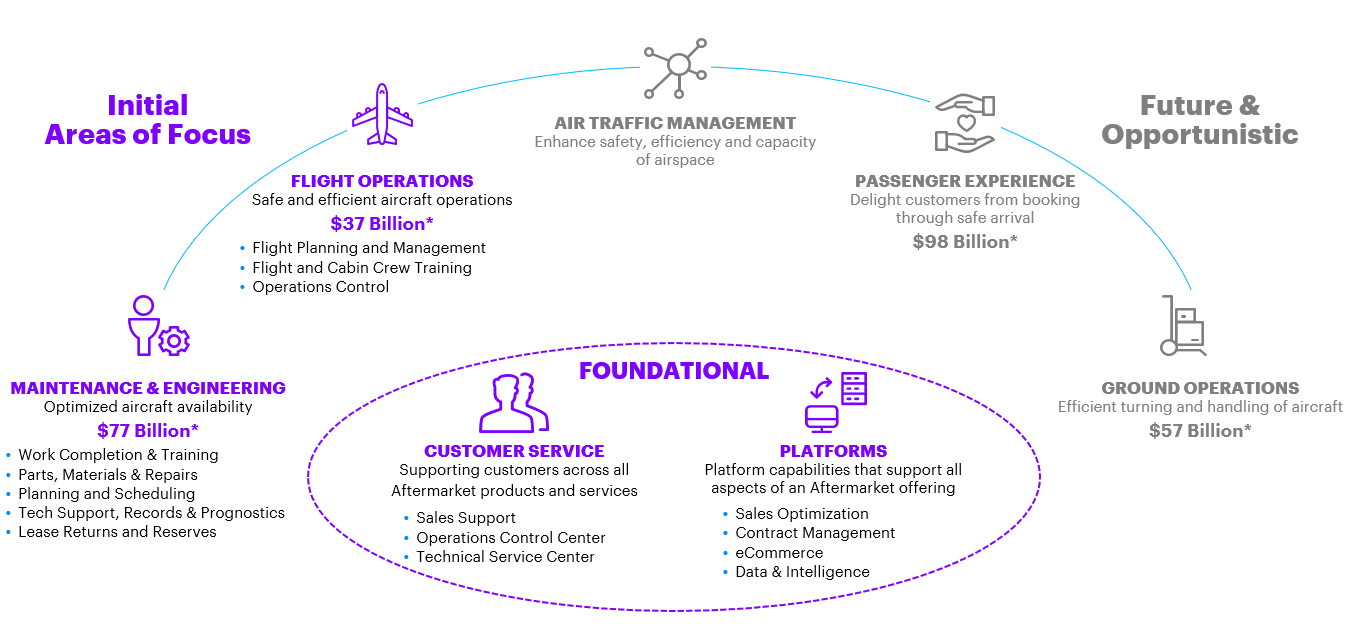 Initial
Areas of Focus
Future &
Opportunistic
AIR TRAFFIC MANAGEMENT
Enhance safety, efficiency and capacity
of airspace
FLIGHT OPERATIONS
Safe and efficient aircraft operations
$37 Billion*
• Flight Planning and Management
• Flight and Cabin Crew Training
• Operations Control
PASSENGER EXPERIENCE
Delight customers from booking
through safe arrival
$98 Billion*
MAINTENANCE & ENGINEERING
Optimized aircraft availability
$77 Billion*
• Work Completion & Training
• Parts, Materials & Repairs
• Planning and Scheduling
• Tech Support, Records & Prognostics
• Lease Returns and Reserves
FOUNDATIONAL
CUSTOMER SERVICE
Supporting customers across all
Aftermarket products and services
• Sales Support
• Operations Control Center
• Technical Service Center
PLATFORMS
Platform capabilities that support all
aspects of an Aftermarket offering
• Sales Optimization
• Contract Management
• eCommerce
• Data & Intelligence
GROUND OPERATIONS
Efficient turning and handling of aircraft
$57 Billion*